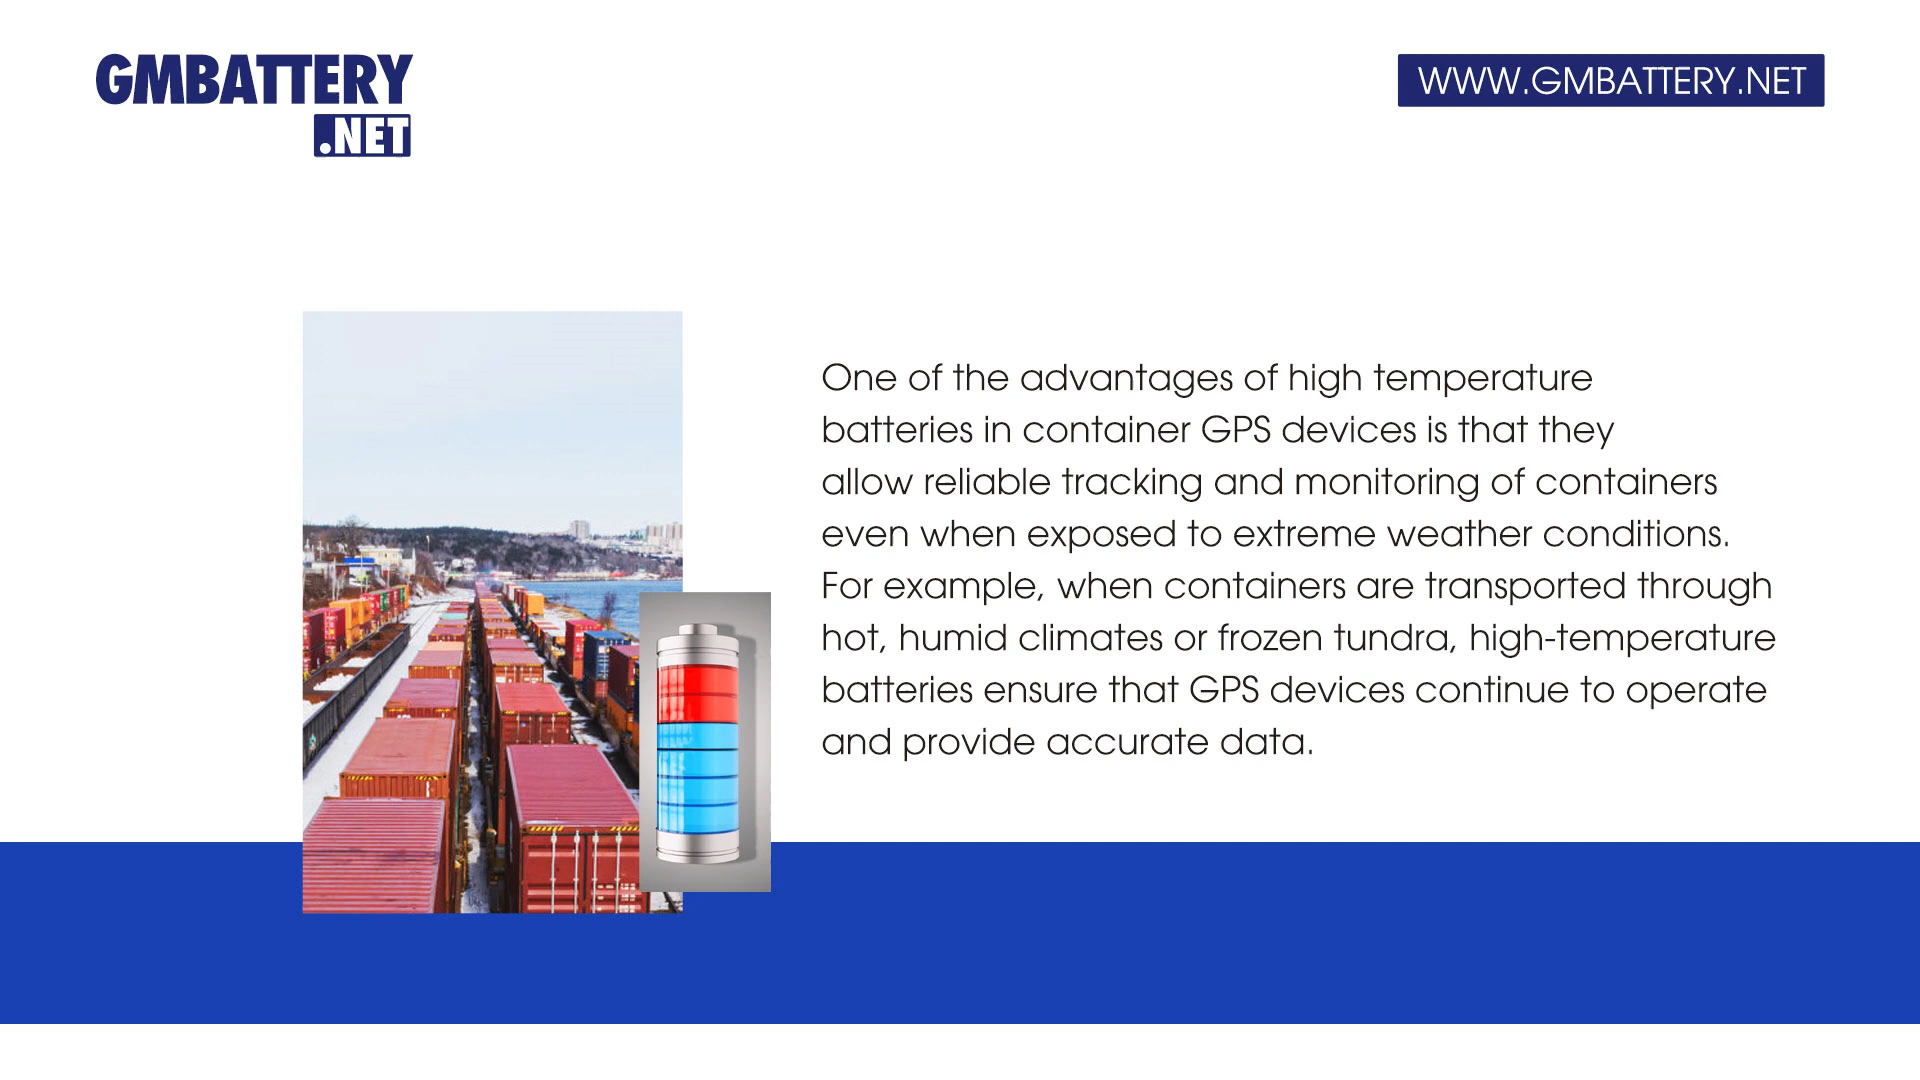 GMBATTERY
.NET
WWW.GMBATTERY.NET
One of the advantages of high temperature
batteries in container GPS devices is that they
allow reliable tracking and monitoring of containers
even when exposed to extreme weather conditions.
For example, when containers are transported through
hot, humid climates or frozen tundra, high-temperature
batteries ensure that GPS devices continue to operate
and provide accurate data.